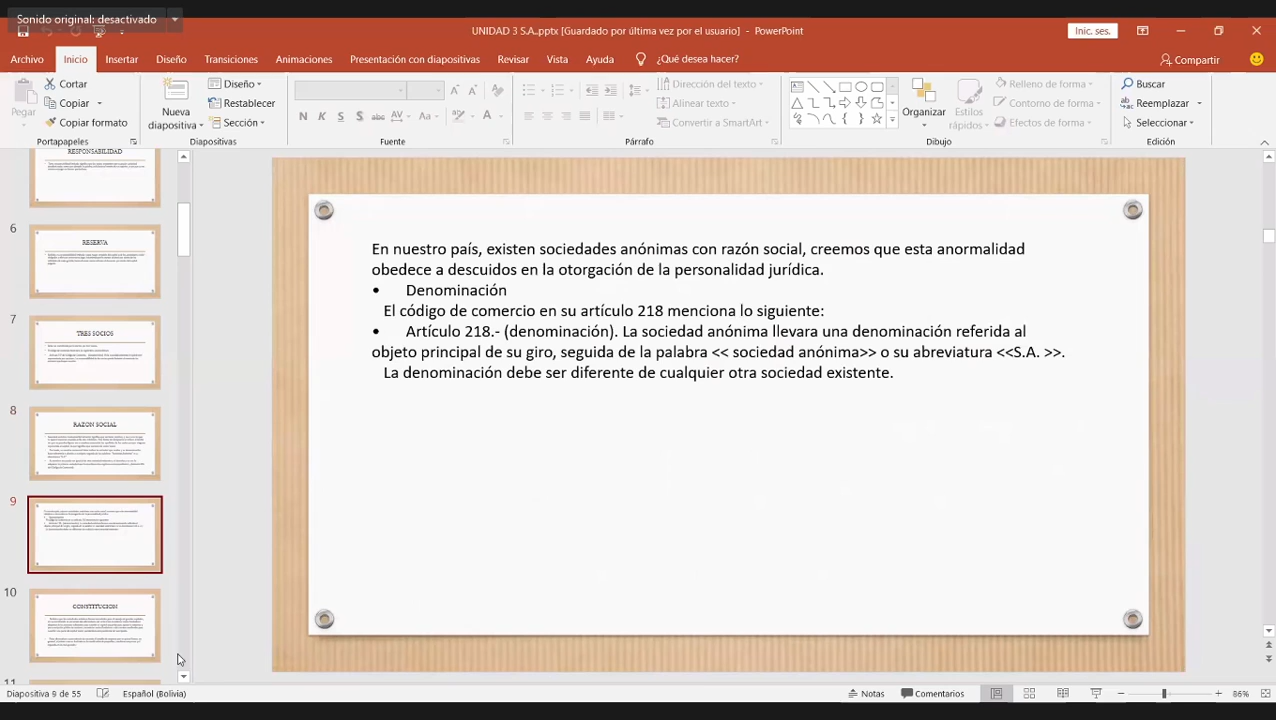 Sonido original: desactivado
UNIDAD 3 S.A..pptx [Guardado por última vez por el usuario] - PowerPoint
Inic. ses.
Archivo Inicio Insertar Diseño Transiciones Animaciones Presentación con diapositivas Revisar Vista Ayuda ¿Qué desea hacer? Compartir
Pegar
Cortar
Copiar
Copiar formato
Portapapeles
Nueva
diapositiva
Diseño
Restablecer
Sección
Diapositivas
N K S S abc AV Aa A
Fuente
Dirección del texto
Alinear texto
Convertir a SmartArt
Párrafo
Organizar
Estilos
rápidos
Relleno de forma
Contorno de forma
Efectos de forma
Dibujo
Buscar
Reemplazar
Seleccionar
Edición
RESPONSABILIDAD
6
RESERVA
7
TRES SOCIOS
8
RAZON SOCIAL
9
10
CONSTITUCION
11
En nuestro país, existen sociedades anónimas con razón social, creemos que esta anormalidad
obedece a descuidos en la otorgación de la personalidad jurídica.
• Denominación
El código de comercio en su artículo 218 menciona lo siguiente:
• Artículo 218.- (denominación). La sociedad anónima llevara una denominación referida al
objeto principal de su giro, seguida de la palabra << sociedad anónima>> o su abreviatura <<S.A. >>.
La denominación debe ser diferente de cualquier otra sociedad existente.
Diapositiva 9 de 55 Español (Bolivia) Notas Comentarios 86%